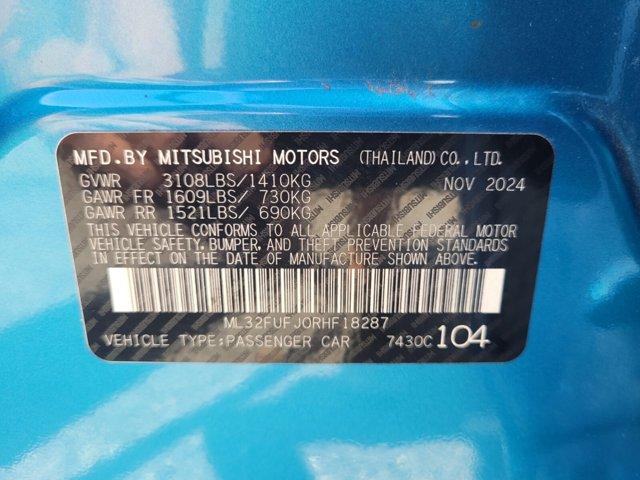 MFD.BY MITSUBISHI MOTORS (THAILAND) CO., LTD.
GVWR 3108LBS/1410KG NOV 2024
GAWR FR 1609LBS/ 730KG
GAWR RR 1521LBS/ 690KG
THIS VEHICLE CONFORMS TO ALL APPLICABLE FEDERAL MOTOR
VEHICLE SAFETY, BUMPER, AND THEFT PREVENTION STANDARDS
IN EFFECT ON THE DATE OF MANUFACTURE SHOWN ABOVE.
ML32FUFJ0RHF18287
VEHICLE TYPE:PASSENGER CAR 7430C 104